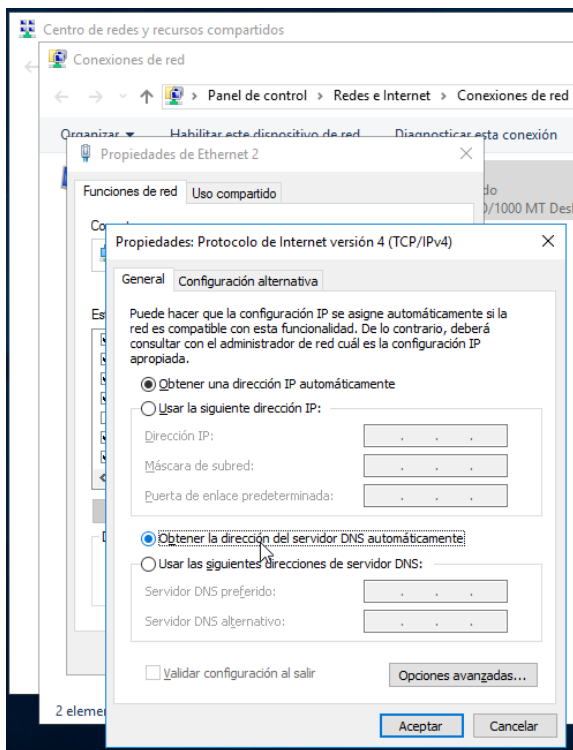 Centro de redes y recursos compartidos
Conexiones de red
Panel de control > Redes e Internet > Conexiones de red
Organizar Habilitar este dispositivo de red Diagnosticar esta conexión
Propiedades de Ethernet 2
Funciones de red Uso compartido
Propiedades: Protocolo de Internet versión 4 (TCP/IPv4)
General Configuración alternativa
Puede hacer que la configuración IP se asigne automáticamente si la
red es compatible con esta funcionalidad. De lo contrario, deberá
consultar con el administrador de red cuál es la configuración IP
apropiada.
Obtener una dirección IP automáticamente
Usar la siguiente dirección IP:
Dirección IP:
Máscara de subred:
Puerta de enlace predeterminada:
Obtener la dirección del servidor DNS automáticamente
Usar las siguientes direcciones de servidor DNS:
Servidor DNS preferido:
Servidor DNS alternativo:
Validar configuración al salir
Opciones avanzadas...
Aceptar Cancelar